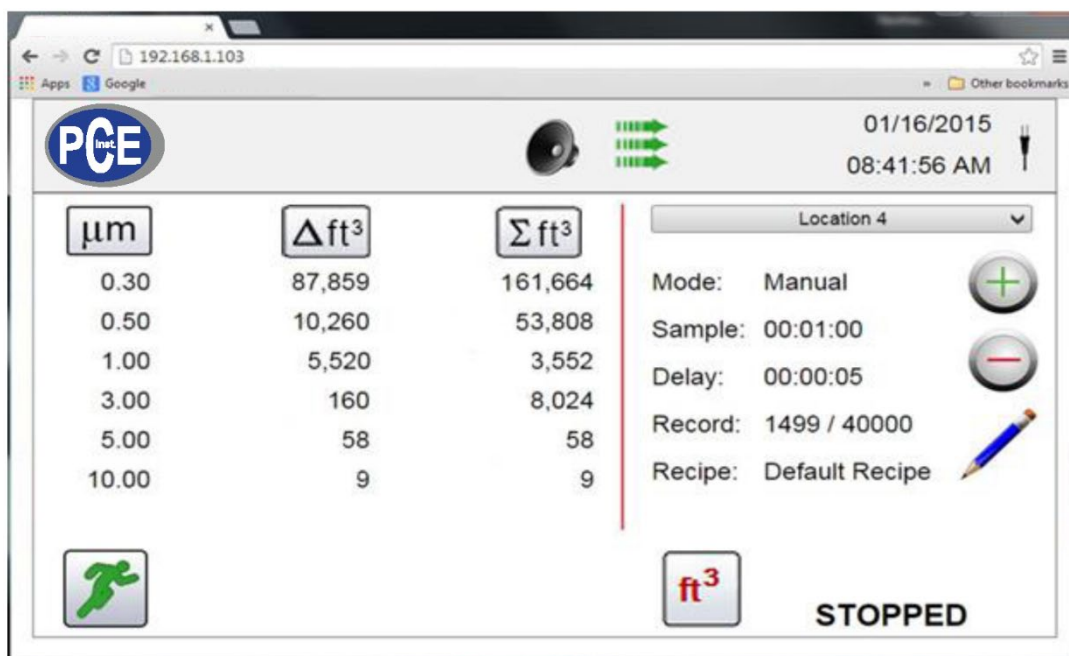 192.168.1.103
Apps Google Other bookmarks
PCE
Inst.
01/16/2015
08:41:56 AM
µm Δft³ Σft³
0.30 87,859 161,664
0.50 10,260 53,808
1.00 5,520 3,552
3.00 160 8,024
5.00 58 58
10.00 9 9
Location 4
Mode: Manual
Sample: 00:01:00
Delay: 00:00:05
Record: 1499 / 40000
Recipe: Default Recipe
ft³
STOPPED